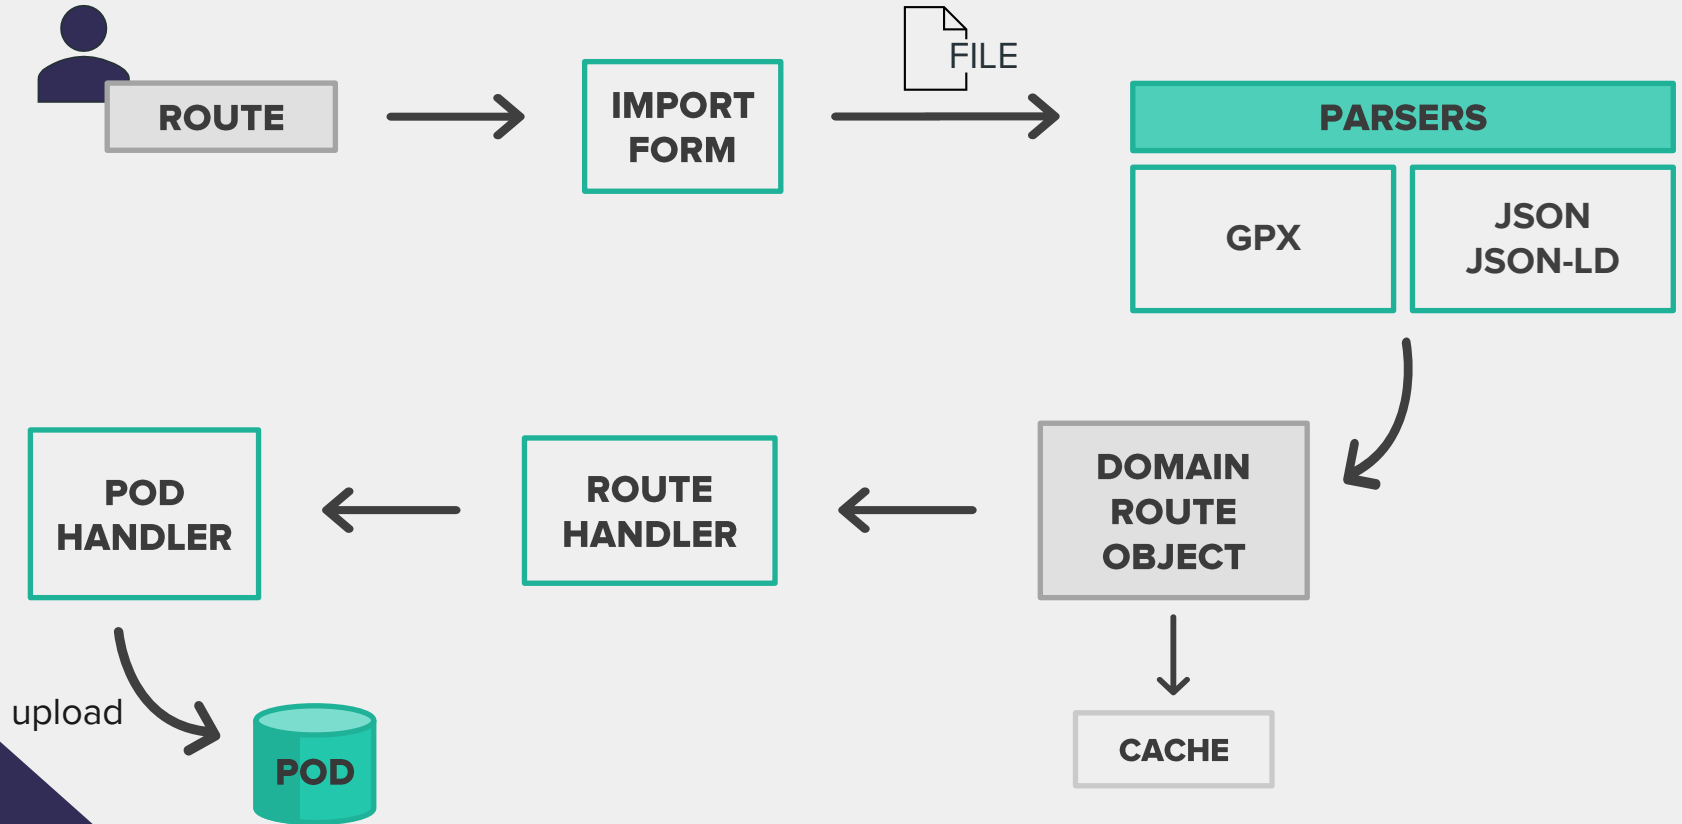 ROUTE
IMPORT
FORM
FILE
PARSERS
GPX
JSON
JSON-LD
POD
HANDLER
ROUTE
HANDLER
DOMAIN
ROUTE
OBJECT
upload
POD
CACHE